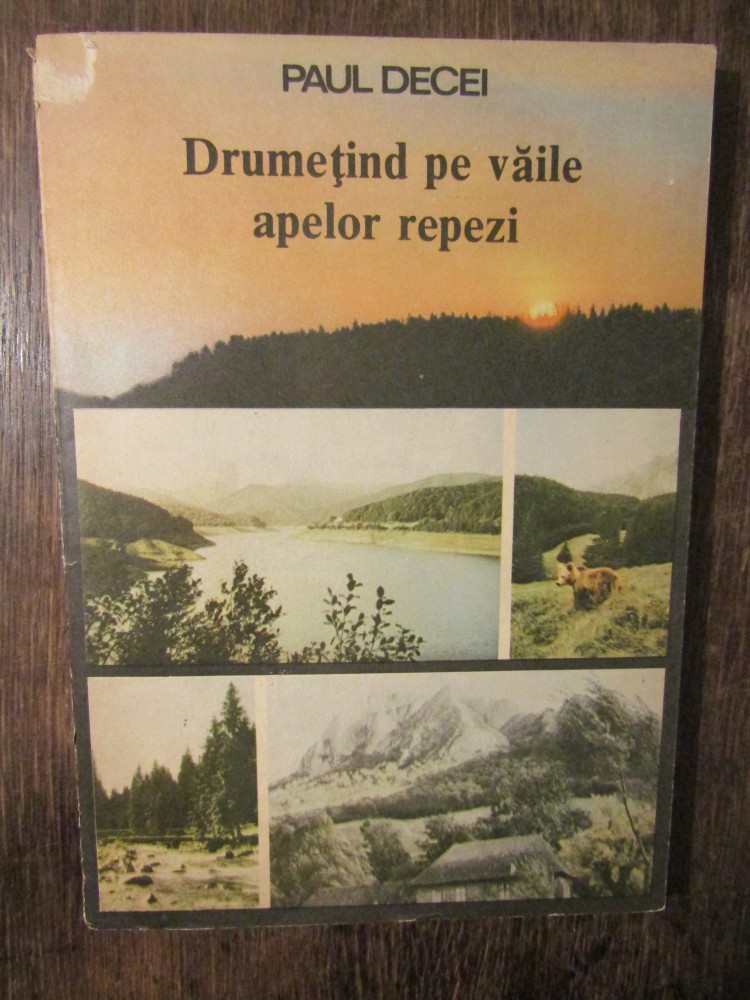 PAUL DECEI
Drumeţind pe văile
apelor repezi